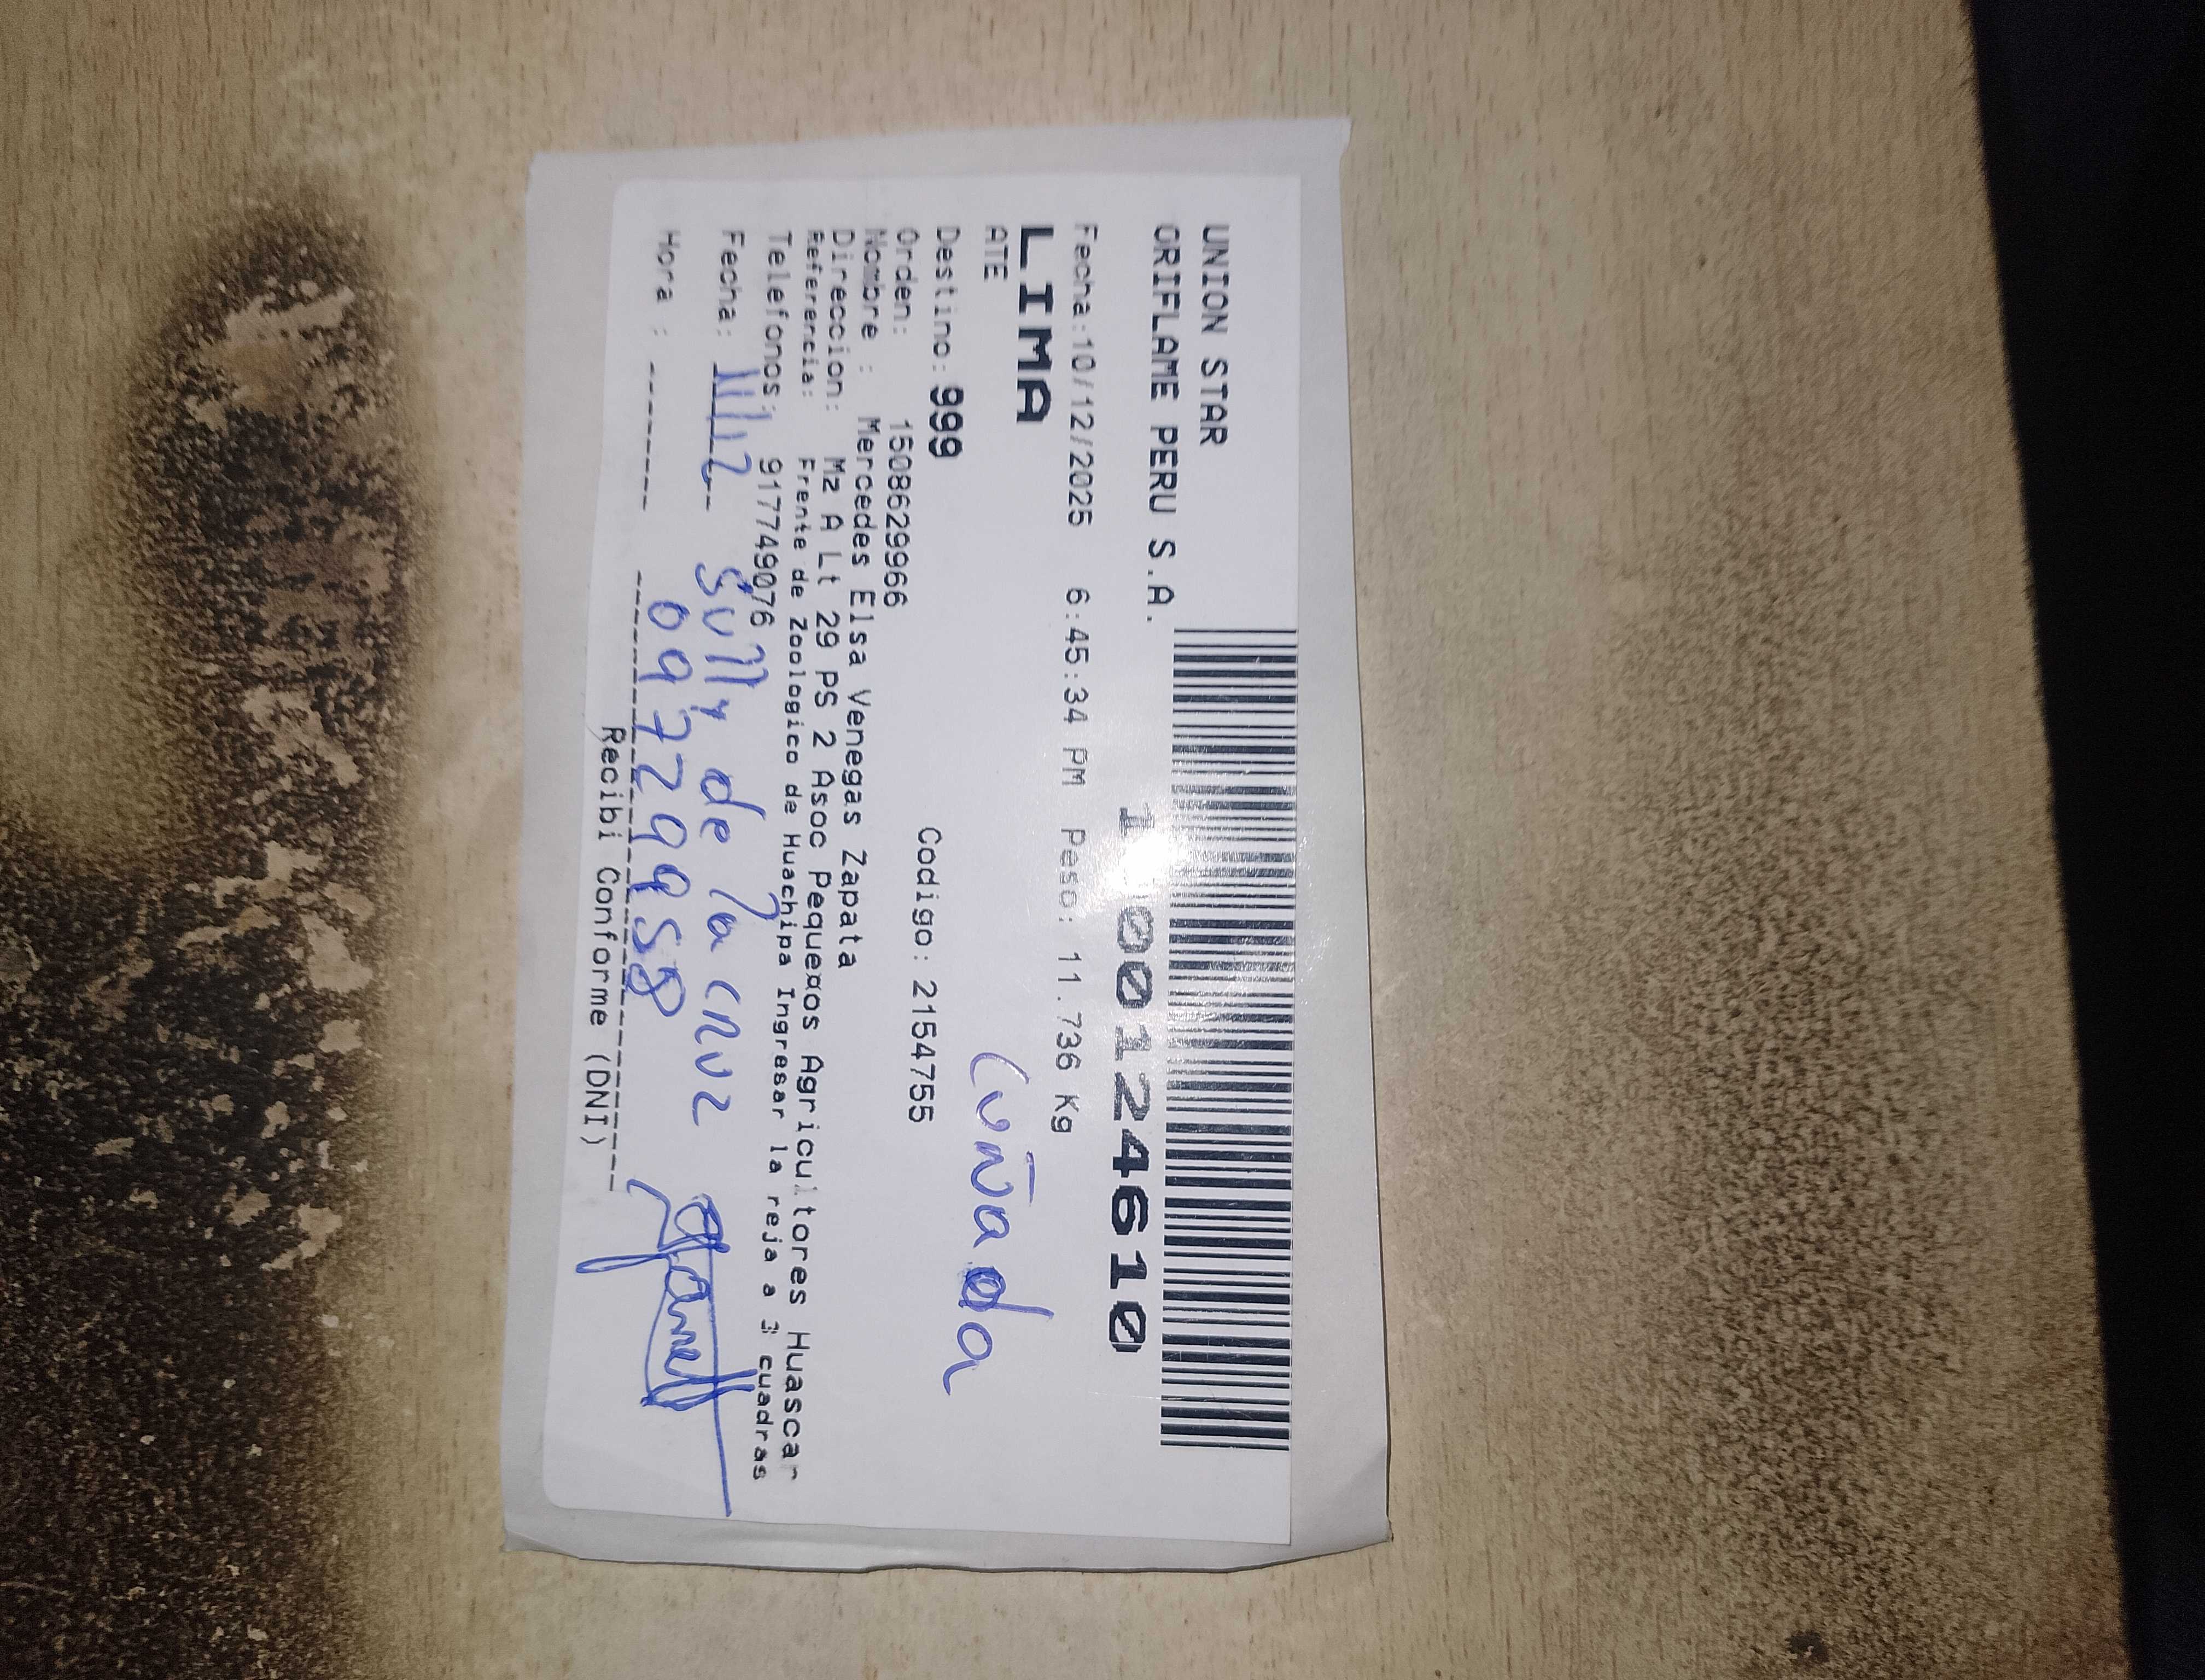 UNION STAR
ORIFLAME PERU S.A.
00124610
Fecha:10/12/2025 6:45:34 PM Peso: 11.736 Kg
LIMA
ATE
cuñada
Destino: 999 Codigo: 2154755
Orden: 1508629966
Nombre : Mercedes Elsa Venegas Zapata
Direccion: Mz A Lt 29 PS 2 Asoc Pequeños Agricultores Huascar
Referencia: Frente de Zoologico de Huachipa Ingresar la reja a 3 cuadras
Telefonos: 917749076
Fecha: 11/12 Sully de la cruz
Hora : 09729958
Recibi Conforme (DNI)